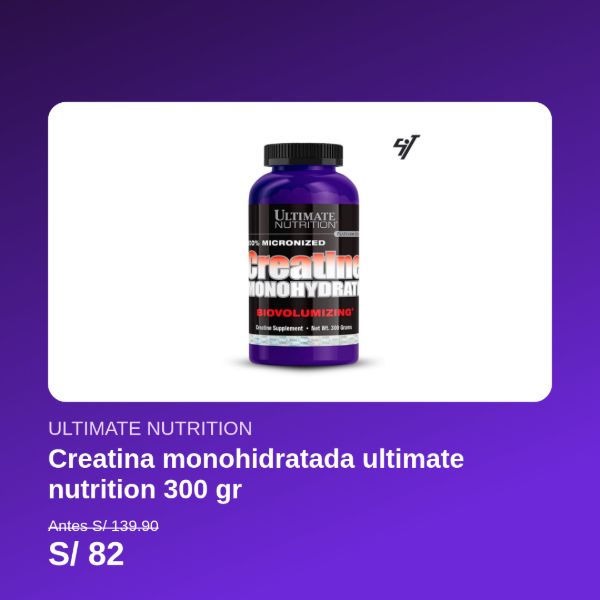 ULTIMATE
NUTRITION
100% MICRONIZED
Creatine
MONOHYDRATE
BIOVOLUMIZING
Creatine Supplement • Net Wt. 300 Grams
ULTIMATE NUTRITION
Creatina monohidratada ultimate
nutrition 300 gr
Antes S/ 139.90
S/ 82